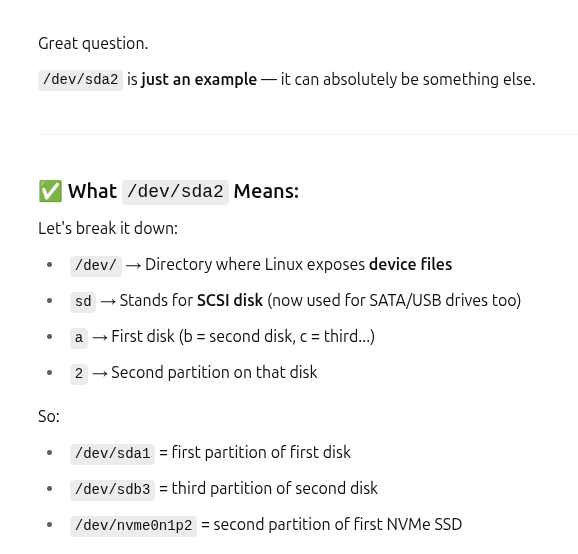 Great question.
/dev/sda2 is just an example — it can absolutely be something else.
✅ What /dev/sda2 Means:
Let's break it down:
• /dev/ → Directory where Linux exposes device files
• sd → Stands for SCSI disk (now used for SATA/USB drives too)
• a → First disk (b = second disk, c = third...)
• 2 → Second partition on that disk
So:
• /dev/sda1 = first partition of first disk
• /dev/sdb3 = third partition of second disk
• /dev/nvme0n1p2 = second partition of first NVMe SSD